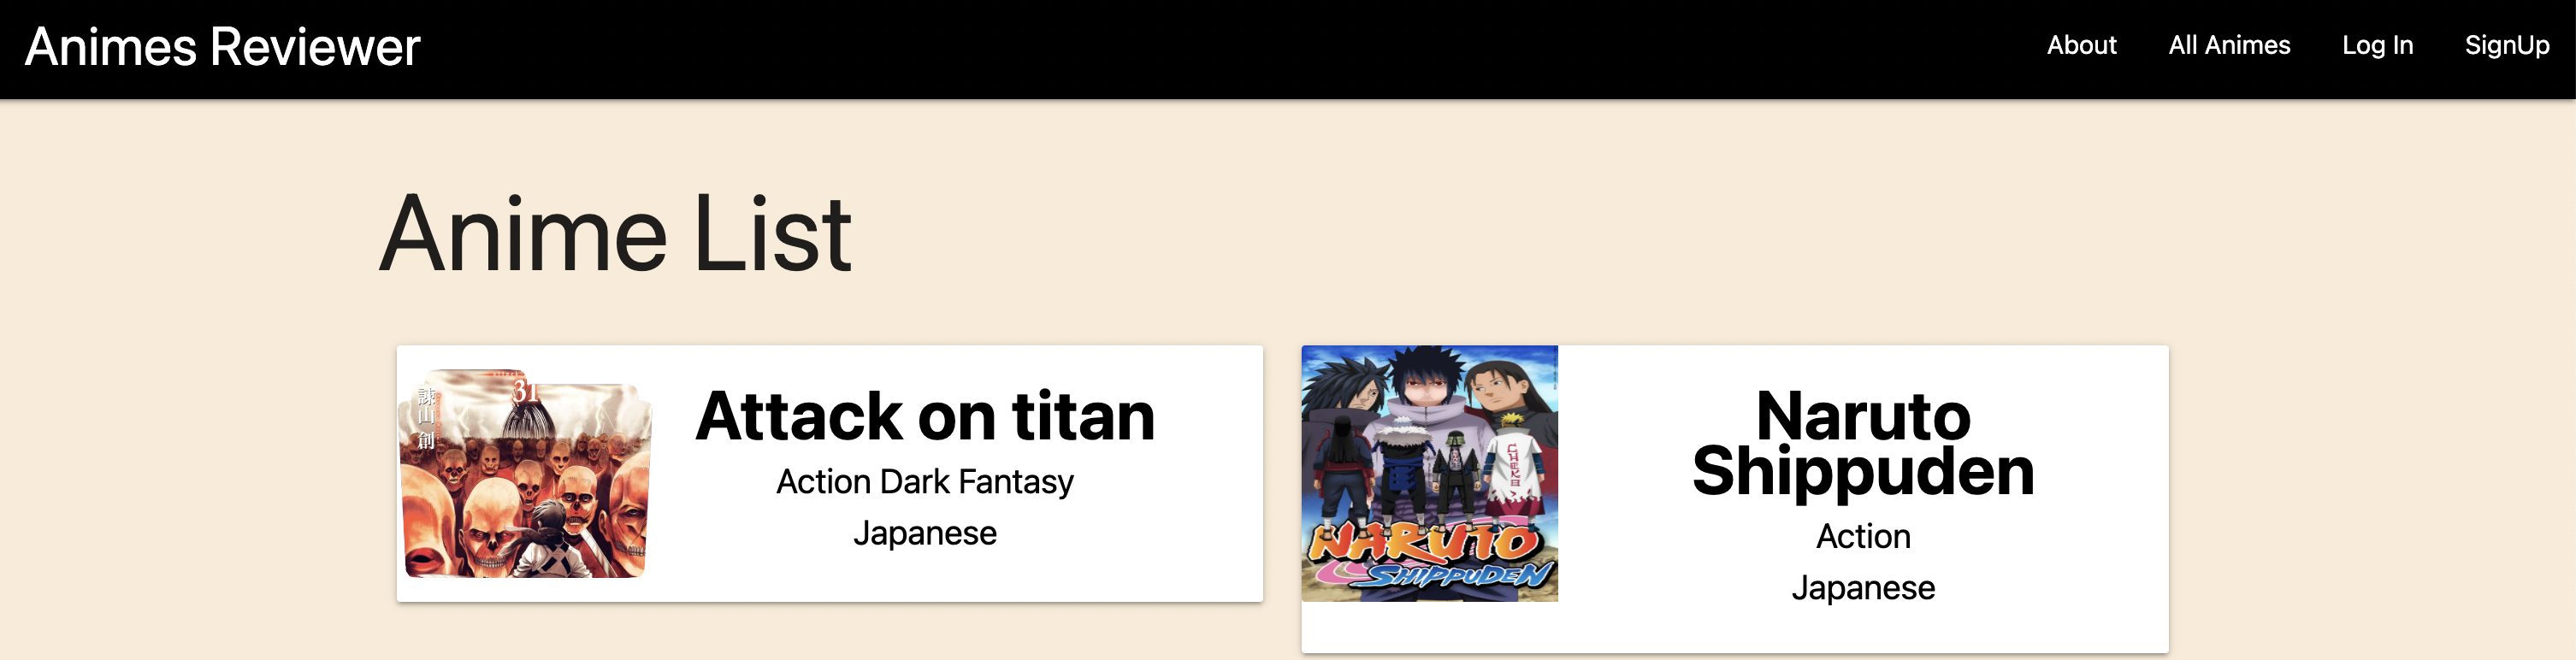 Animes Reviewer
About
All Animes
Log In
SignUp
Anime List
31
諫
山
創
Attack on titan
Action Dark Fantasy
Japanese
NARUTO
SHIPPUDEN
Naruto
Shippuden
Action
Japanese